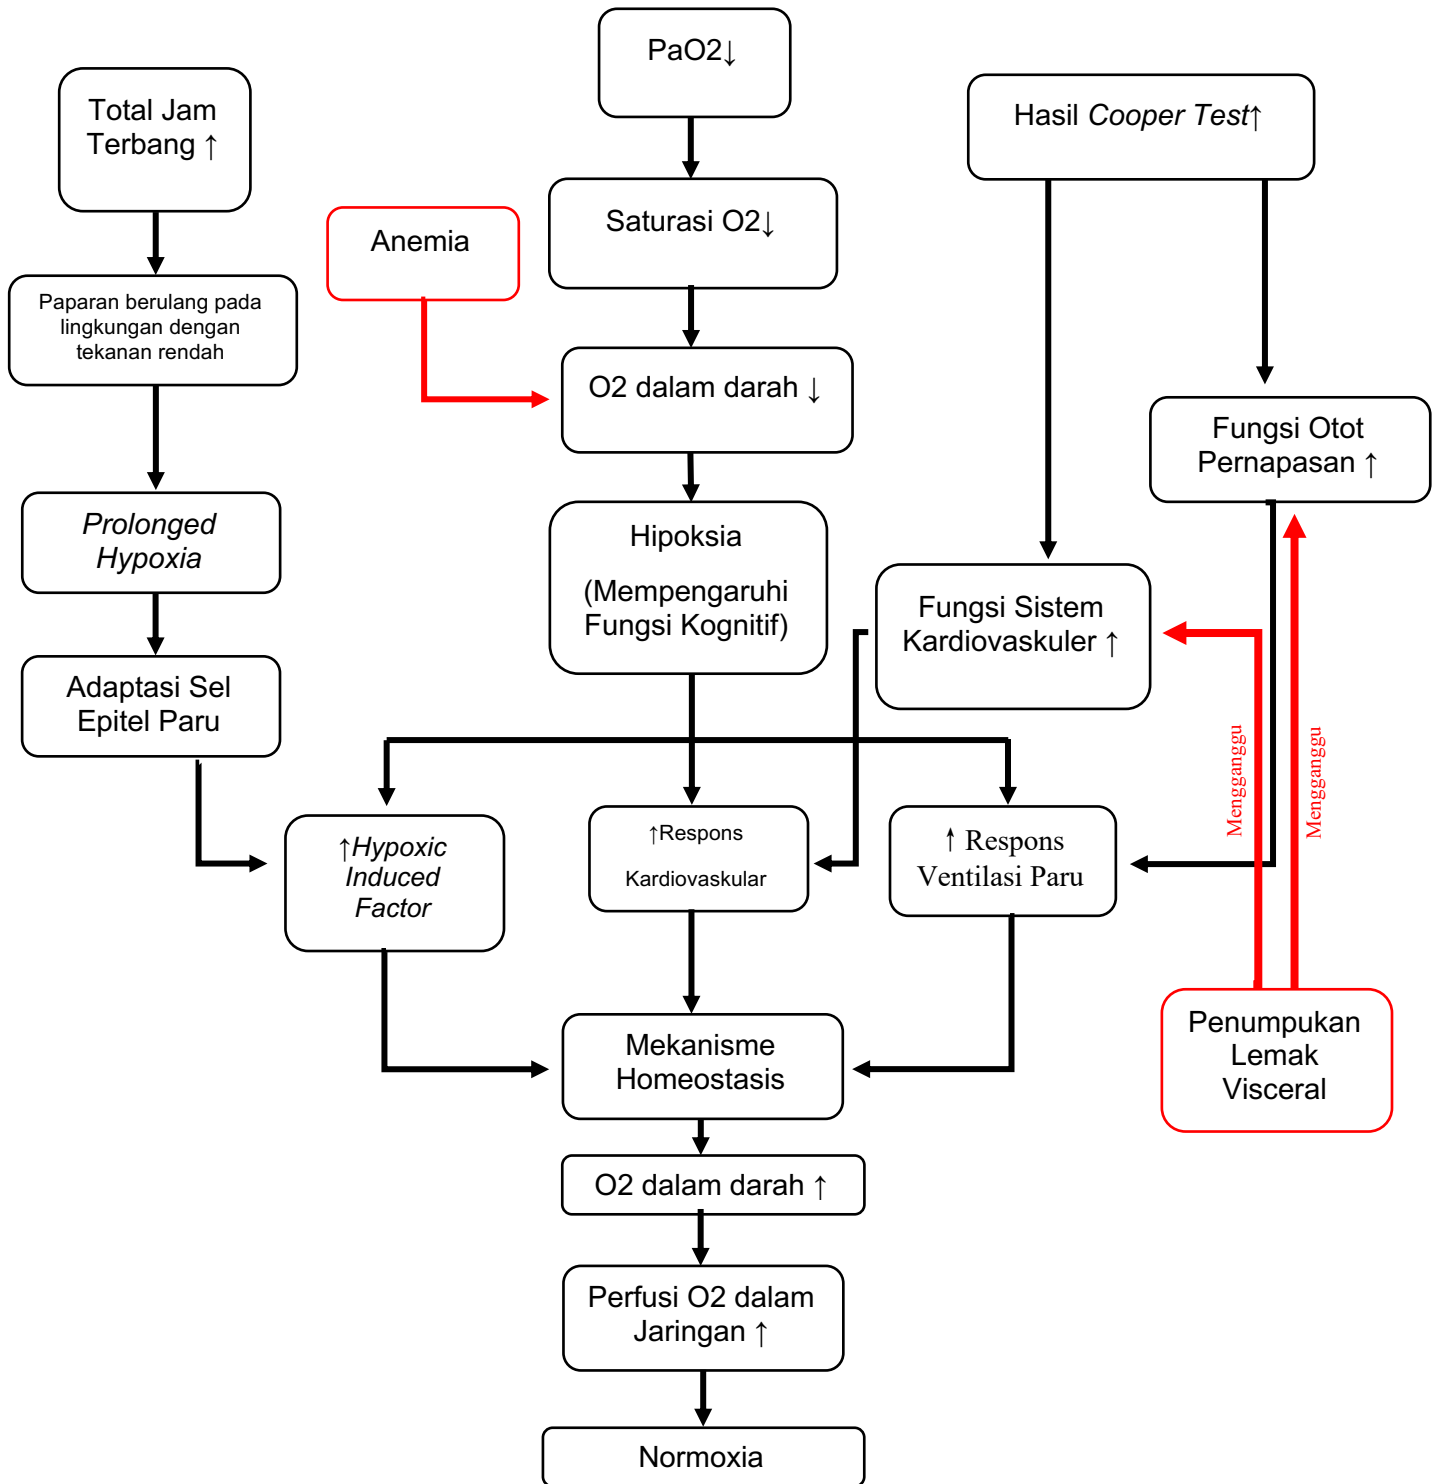 PaO2↓
Total Jam
Terbang ↑
Hasil Cooper Test↑
Anemia
Saturasi O2↓
Paparan berulang pada
lingkungan dengan
tekanan rendah
O2 dalam darah ↓
Fungsi Otot
Pernapasan ↑
Prolonged
Hypoxia
Hipoksia
(Mempengaruhi
Fungsi Kognitif)
Fungsi Sistem
Kardiovaskuler ↑
Adaptasi Sel
Epitel Paru
Mengganggu
Mengganggu
↑Hypoxic
Induced
Factor
↑Respons
Kardiovaskular
↑ Respons
Ventilasi Paru
Penumpukan
Lemak
Visceral
Mekanisme
Homeostasis
O2 dalam darah ↑
Perfusi O2 dalam
Jaringan ↑
Normoxia